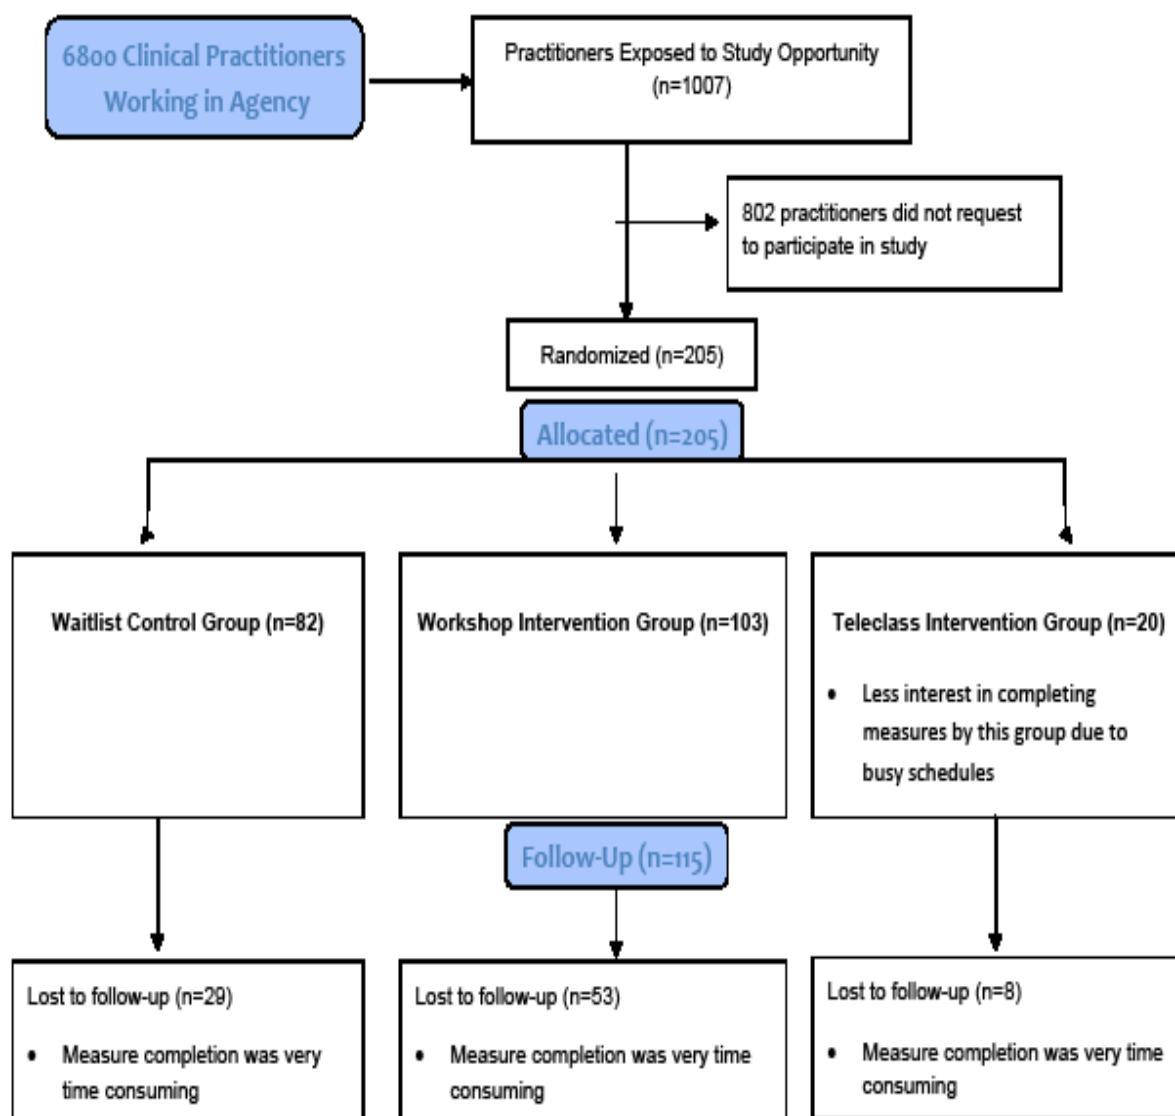 6800 Clinical Practitioners
Working in Agency
Practitioners Exposed to Study Opportunity
(n=1007)
802 practitioners did not request
to participate in study
Randomized (n=205)
Allocated (n=205)
Waitlist Control Group (n=82)
Workshop Intervention Group (n=103)
Teleclass Intervention Group (n=20)
• Less interest in completing
measures by this group due to
busy schedules
Follow-Up (n=115)
Lost to follow-up (n=29)
• Measure completion was very
time consuming
Lost to follow-up (n=53)
• Measure completion was very time
consuming
Lost to follow-up (n=8)
• Measure completion was very time
consuming